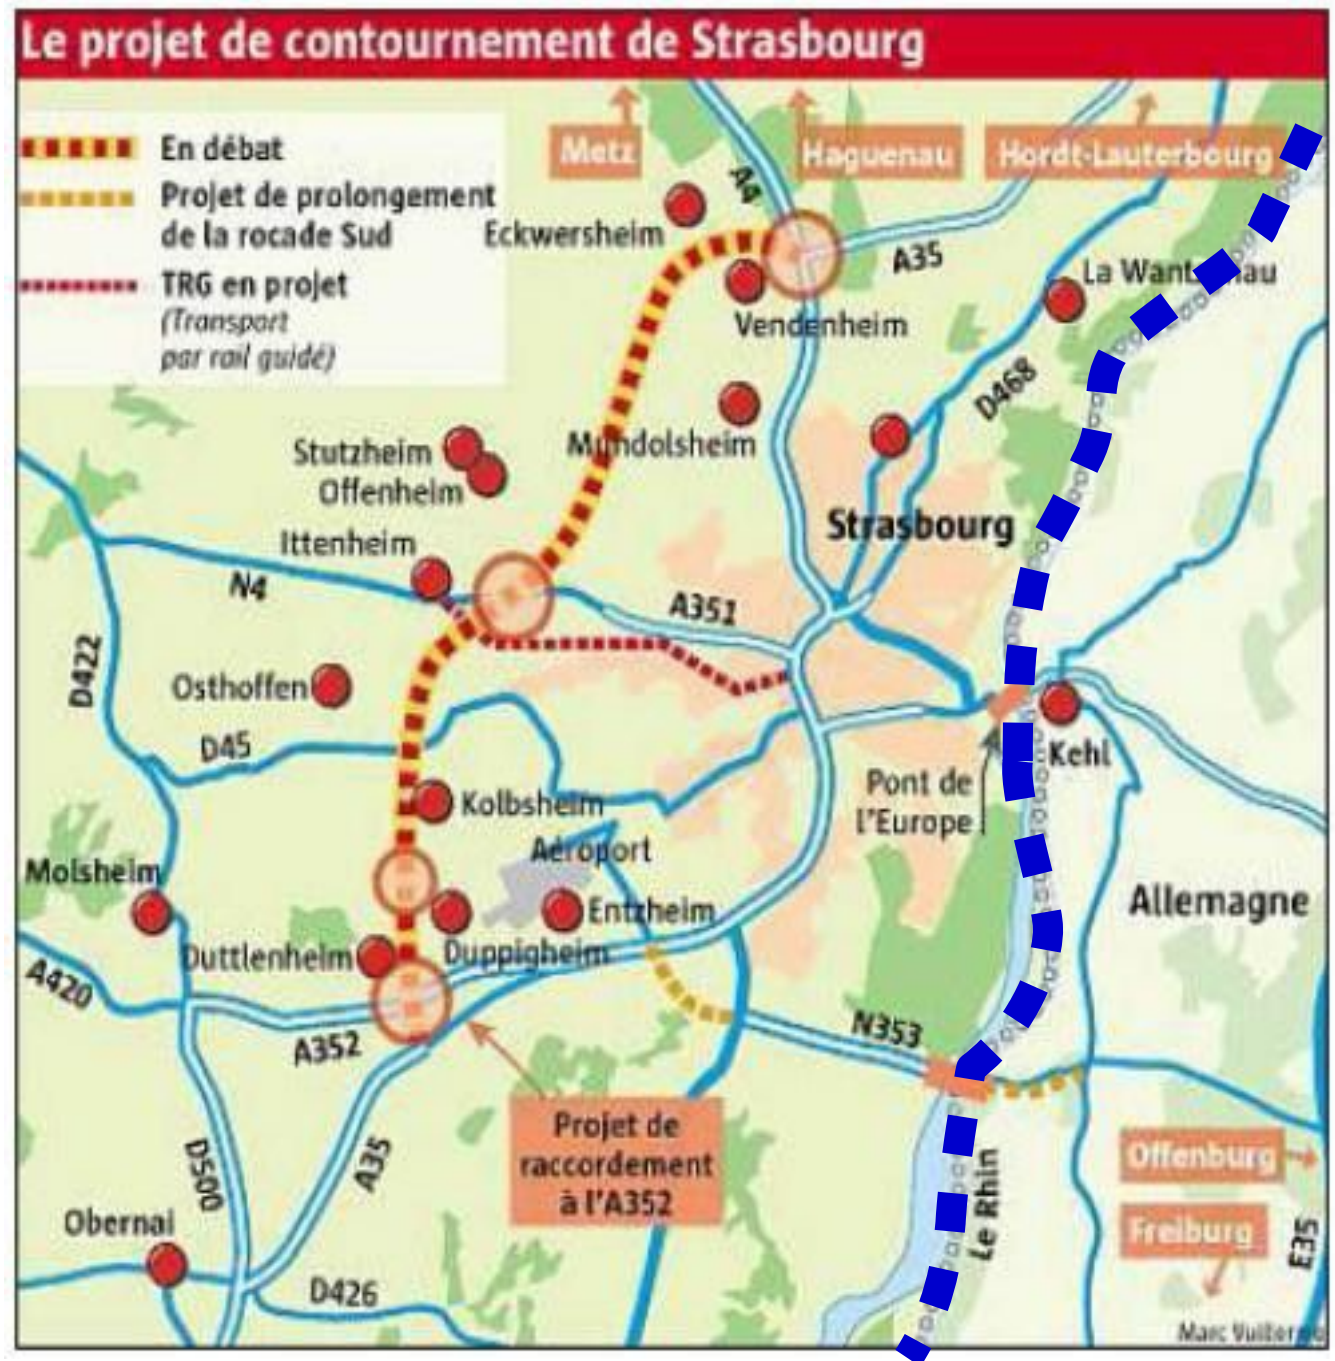 Le projet de contournement de Strasbourg
En débat
Projet de prolongement
de la rocade Sud
TRG en projet
(Transport
par rail guidé)
Metz
Haguenau
Hordt-Lauterbourg
A4
Eckwersheim
A35
La Wantzenau
Vendenheim
D468
Mundolsheim
Stutzheim
Offenheim
Strasbourg
Ittenheim
N4
A351
D422
Osthoffen
D45
Kehl
Pont de
l'Europe
Kolbsheim
Aéroport
Molsheim
Entzheim
Allemagne
Duttlenheim
Duppigheim
A420
A352
N353
Projet de
raccordement
à l'A352
D500
A35
Le Rhin
Offenburg
Freiburg
E35
Obernai
D426
Marc